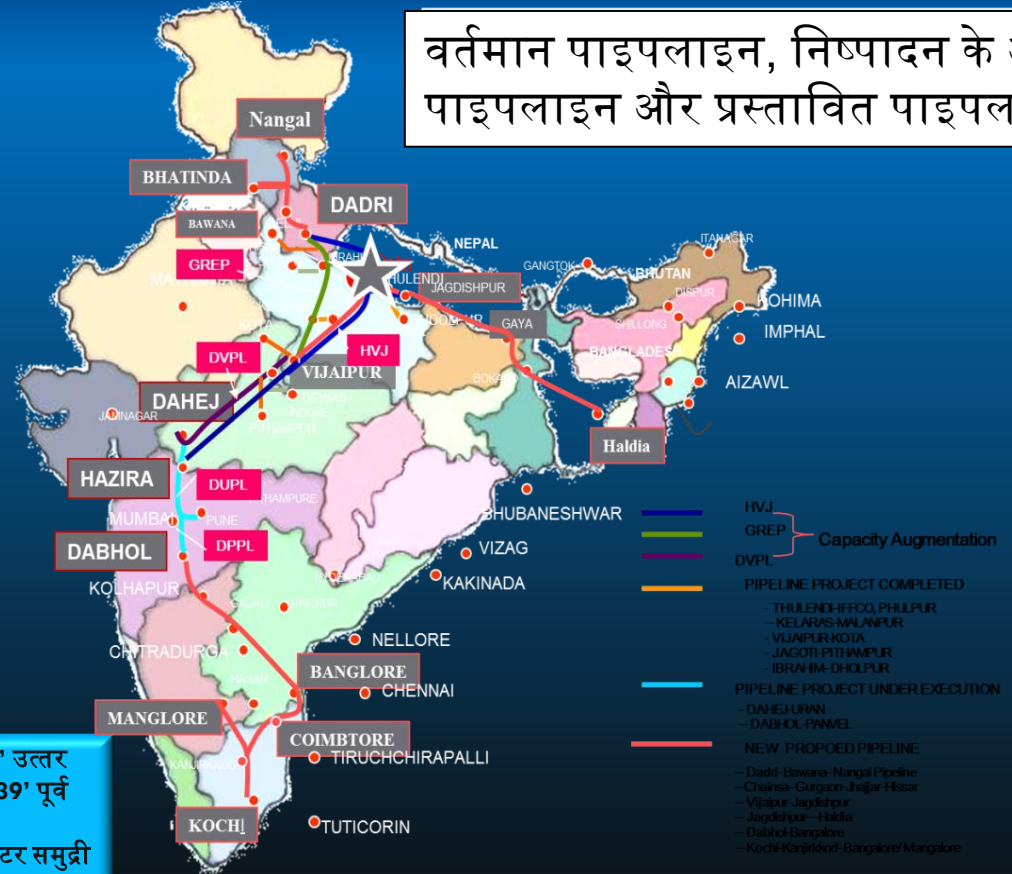 वर्तमान पाइपलाइन, निष्पादन के
पाइपलाइन और प्रस्तावित
Nangal
BHATINDA
DADRI
BAWANA
GREP
NEPAL
ITANAGAR
GANGTOK
BHUTAN
DISPUR
JAGDISHPUR
KOHIMA
SHILLONG
GAYA
IMPHAL
BANGLADESH
DVPL
HVJ
VIJAIPUR
AIZAWL
DAHEJ
DEWAS
INDORE
JAMNAGAR
PITHAMPUR
Haldia
HAZIRA
DUPL
MUMBAI
PUNE
BHUBANESHWAR
DPPL
DABHOL
VIZAG
KOLHAPUR
KAKINADA
GADAG
RAICHUR
NELLORE
CHITRADURGA
HASAN
BANGLORE
CHENNAI
MANGLORE
COIMBTORE
TIRUCHCHIRAPALLI
KOCHI
TUTICORIN
HVJ
GREP
Capacity Augmentation
DVPL
PIPELINE PROJECT COMPLETED
- THULENDI-IFFCO, PHULPUR
-- KELARAS-MALANPUR
- VIJAIPUR-KOTA
- JAGOTI-PITHAMPUR
- IBRAHIM- DHOLPUR
PIPELINE PROJECT UNDER EXECUTION
- DAHEJ-URAN
-- DABHOL-PANVEL
NEW PROPOED PIPELINE
-- Dadri- Bawana- Nangal Pipeline
-- Chainsa- Gurgaon- Jhajjar- Hissar
-- Vijaipur- Jagdishpur
-- Jagdishpur-- Haldia
-- Dabhol-Bangalore
-- Kochi-Kanjirkkod- Bangalore/ Mangalore
' उत्तर
39' पूर्व
टर समुद्री